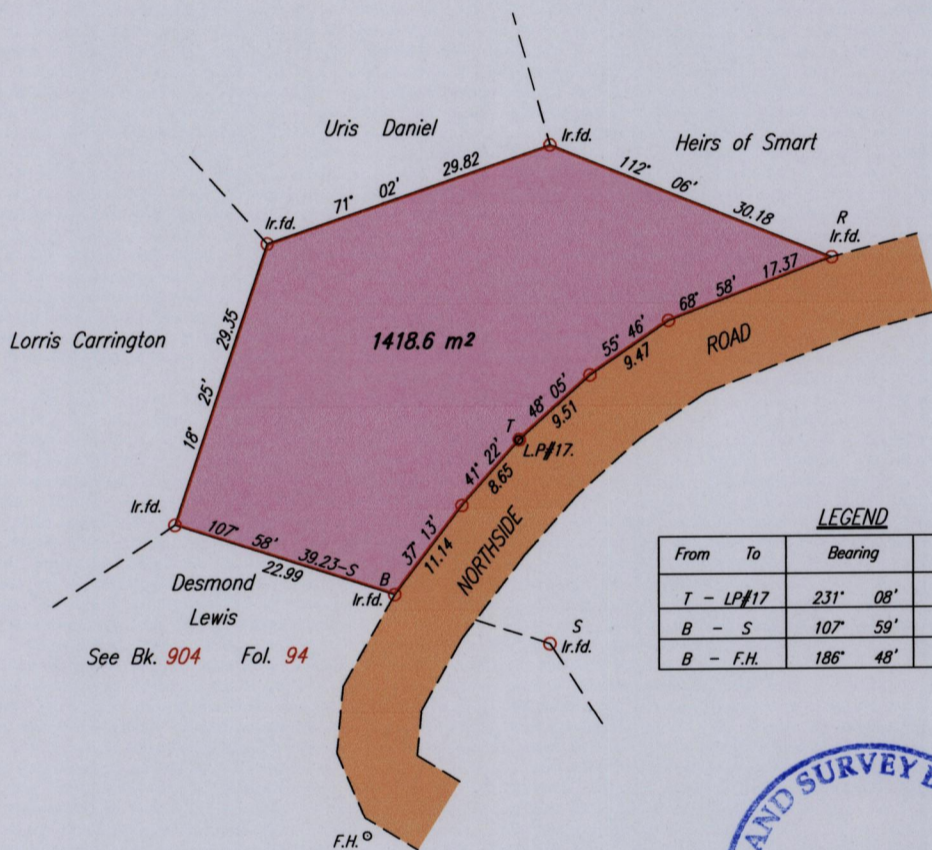 Uris Daniel
Ir.fd.
Heirs of Smart
71° 02' 29.82
112° 06' 30.18
R
Ir.fd.
Ir.fd.
68° 58' 17.37
Lorris Carrington
18° 25' 29.35
1418.6 m²
55° 46'
9.47
ROAD
48° 05'
9.51
T
L.P#17.
41° 22'
8.65
Ir.fd.
107° 58' 39.23-S
22.99
37° 13'
11.14
B
Ir.fd.
NORTHSIDE
Desmond
Lewis
See Bk. 904 Fol. 94
S
Ir.fd.
F.H.
LEGEND
From To Bearing
T - LP#17 231° 08'
B - S 107° 59'
B - F.H. 186° 48'
AND SURVEY